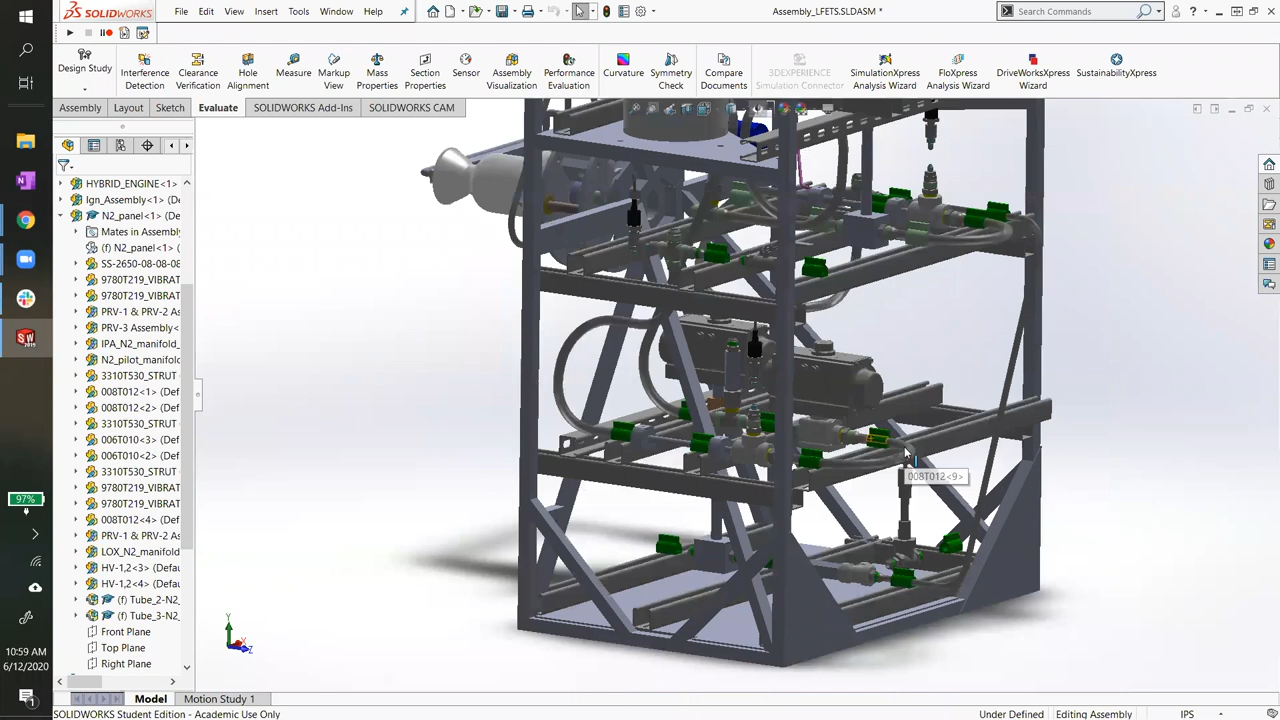 SOLIDWORKS File Edit View Insert Tools Window Help Assembly_LFETS.SLDASM * Search Commands
Design Study
Interference Detection
Clearance Verification
Hole Alignment
Measure
Markup View
Mass Properties
Section Properties
Sensor
Assembly Visualization
Performance Evaluation
Curvature
Symmetry Check
Compare Documents
3DEXPERIENCE Simulation Connector
SimulationXpress Analysis Wizard
FloXpress Analysis Wizard
DriveWorksXpress Wizard
SustainabilityXpress
Assembly Layout Sketch Evaluate SOLIDWORKS Add-Ins SOLIDWORKS CAM
HYBRID_ENGINE<1>
Ign_Assembly<1> (De
N2_panel<1> (De
Mates in Assembl
(f) N2_panel<1> (
SS-2650-08-08-08
9780T219_VIBRAT
9780T219_VIBRAT
PRV-1 & PRV-2 As
PRV-3 Assembly<
IPA_N2_manifold
N2_pilot_manifold
3310T530_STRUT
008T012<1> (Def
008T012<2> (Def
3310T530_STRUT
006T010<3> (Def
006T010<2> (Def
3310T530_STRUT
9780T219_VIBRAT
9780T219_VIBRAT
008T012<4> (Def
PRV-1 & PRV-2 As
LOX_N2_manifold
HV-1,2<3> (Defau
HV-1,2<4> (Defau
(f) Tube_2-N2_
(f) Tube_3-N2_
Front Plane
Top Plane
Right Plane
008T012<9>
Y
X
Z
97%
SW
2019
10:59 AM
6/12/2020
1
Model Motion Study 1
SOLIDWORKS Student Edition - Academic Use Only Under Defined Editing Assembly IPS